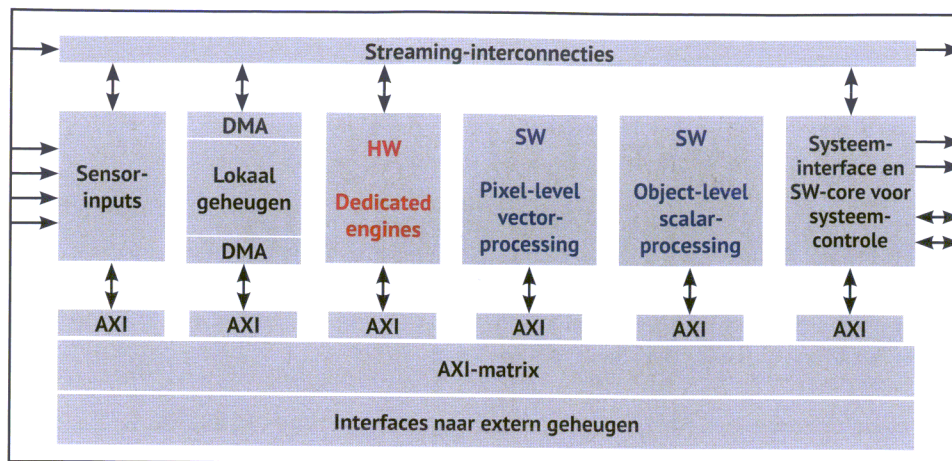 Streaming-interconnecties
Sensor-
inputs
DMA
Lokaal
geheugen
DMA
HW
Dedicated
engines
SW
Pixel-level
vector-
processing
SW
Object-level
scalar-
processing
Systeem-
interface en
SW-core voor
systeem-
controle
AXI
AXI
AXI
AXI
AXI
AXI
AXI-matrix
Interfaces naar extern geheugen